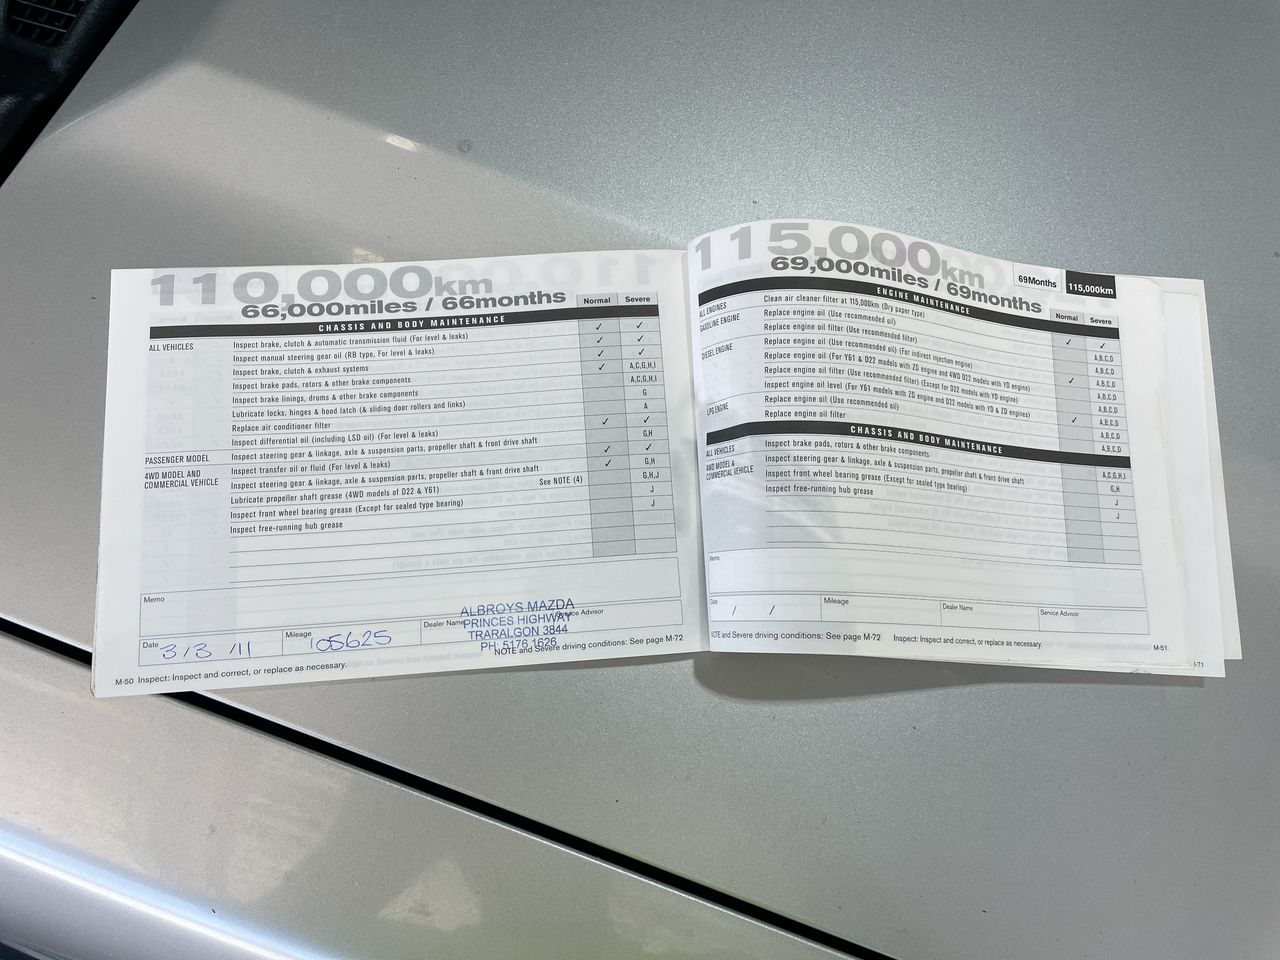 110,000km
66,000miles / 66months
Normal Severe
CHASSIS AND BODY MAINTENANCE
ALL VEHICLES Inspect brake, clutch & automatic transmission fluid (For level & leaks) ✓ ✓
Inspect manual steering gear oil (RB type, For level & leaks) ✓ ✓
Inspect brake, clutch & exhaust systems ✓ ✓
Inspect brake pads, rotors & other brake components ✓ A,C,G,H,I
Inspect brake linings, drums & other brake components A,C,G,H,I
Lubricate locks, hinges & hood latch (& sliding door rollers and links) G
Replace air conditioner filter A
Inspect differential oil (including LSD oil) (For level & leaks) ✓ ✓
PASSENGER MODEL Inspect steering gear & linkage, axle & suspension parts, propeller shaft & front drive shaft G,H
4WD MODEL AND COMMERCIAL VEHICLE Inspect transfer oil or fluid (For level & leaks) ✓ ✓
Inspect steering gear & linkage, axle & suspension parts, propeller shaft & front drive shaft ✓ G,H
Lubricate propeller shaft grease (4WD models of D22 & Y61) See NOTE (4) G,H,J
Inspect front wheel bearing grease (Except for sealed type bearing) J
Inspect free-running hub grease J
Memo
Date 3/3/11 Mileage 105625 Dealer Name Service Advisor
ALBROYS MAZDA
PRINCES HIGHWAY
TRARALGON 3844
PH: 5176 1626
NOTE and Severe driving conditions: See page M-72
M-50 Inspect: Inspect and correct, or replace as necessary.
115,000km
69,000miles / 69months
69Months 115,000km
Normal Severe
ENGINE MAINTENANCE
ALL ENGINES Clean air cleaner filter at 115,000km (Dry paper type) ✓
GASOLINE ENGINE Replace engine oil (Use recommended oil) ✓ A,B,C,D
Replace engine oil filter (Use recommended filter) A,B,C,D
DIESEL ENGINE Replace engine oil (Use recommended oil) (For indirect injection engine) A,B,C,D
Replace engine oil (For Y61 & D22 models with ZD engine and 4WD D22 models with YD engine) ✓ A,B,C,D
Replace engine oil filter (Use recommended filter) (Except for D22 models with YD engine) A,B,C,D
Inspect engine oil level (For Y61 models with ZD engine and D22 models with YD & ZD engines)
LPG ENGINE Replace engine oil (Use recommended oil) ✓ A,B,C,D
Replace engine oil filter A,B,C,D
CHASSIS AND BODY MAINTENANCE
ALL VEHICLES Inspect brake pads, rotors & other brake components A,C,G,H,I
4WD MODEL & COMMERCIAL VEHICLE Inspect steering gear & linkage, axle & suspension parts, propeller shaft & front drive shaft G,H
Inspect front wheel bearing grease (Except for sealed type bearing) J
Inspect free-running hub grease J
Memo
Date / / Mileage Dealer Name Service Advisor
NOTE and Severe driving conditions: See page M-72 Inspect: Inspect and correct, or replace as necessary. M-51